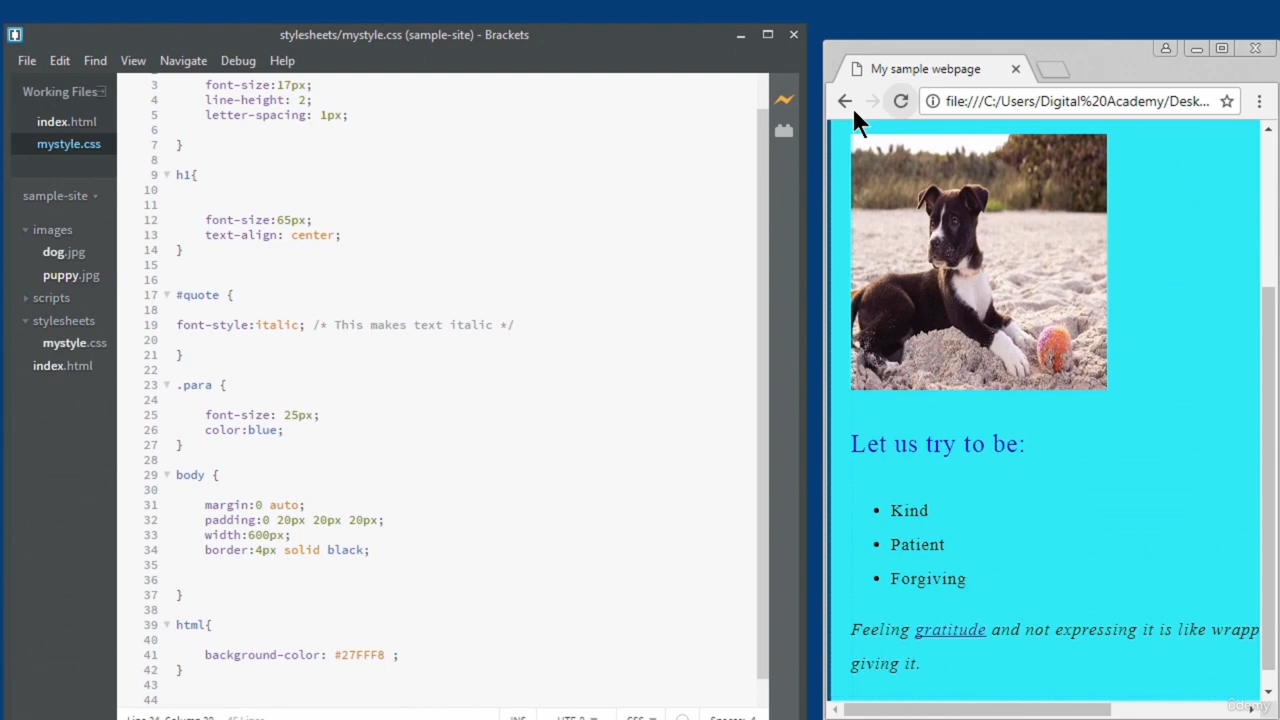 stylesheets/mystyle.css (sample-site) - Brackets
File Edit Find View Navigate Debug Help
Working Files
index.html
mystyle.css
sample-site
images
dog.jpg
puppy.jpg
scripts
stylesheets
mystyle.css
index.html
3 font-size:17px;
4 line-height: 2;
5 letter-spacing: 1px;
6
7 }
8
9 h1{
10
11
12 font-size:65px;
13 text-align: center;
14 }
15
16
17 #quote {
18
19 font-style:italic; /* This makes text italic */
20
21 }
22
23 .para {
24
25 font-size: 25px;
26 color:blue;
27 }
28
29 body {
30
31 margin:0 auto;
32 padding:0 20px 20px 20px;
33 width:600px;
34 border:4px solid black;
35
36
37 }
38
39 html{
40
41 background-color: #27FFF8 ;
42 }
43
44
My sample webpage
file:///C:/Users/Digital%20Academy/Desk...
Let us try to be:
• Kind
• Patient
• Forgiving
Feeling gratitude and not expressing it is like wrapp
giving it.
ûdemy